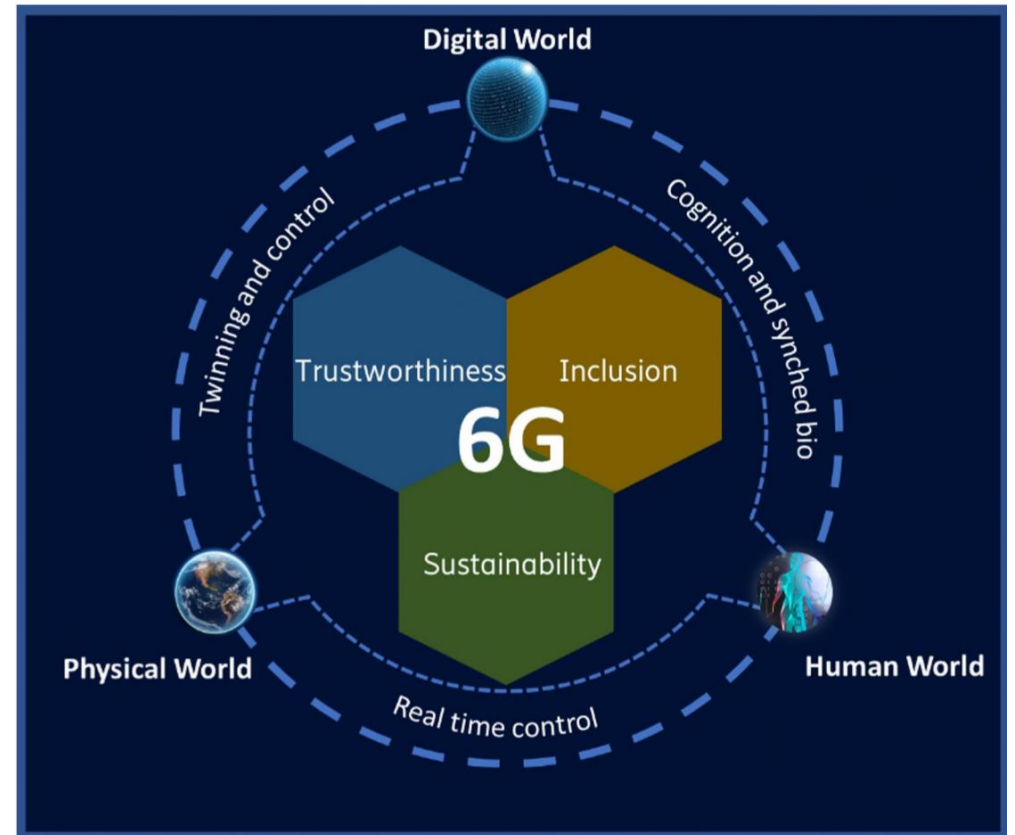 Digital World
Twinning and control
Cognition and synched bio
Trustworthiness
Inclusion
6G
Sustainability
Physical World
Human World
Real time control